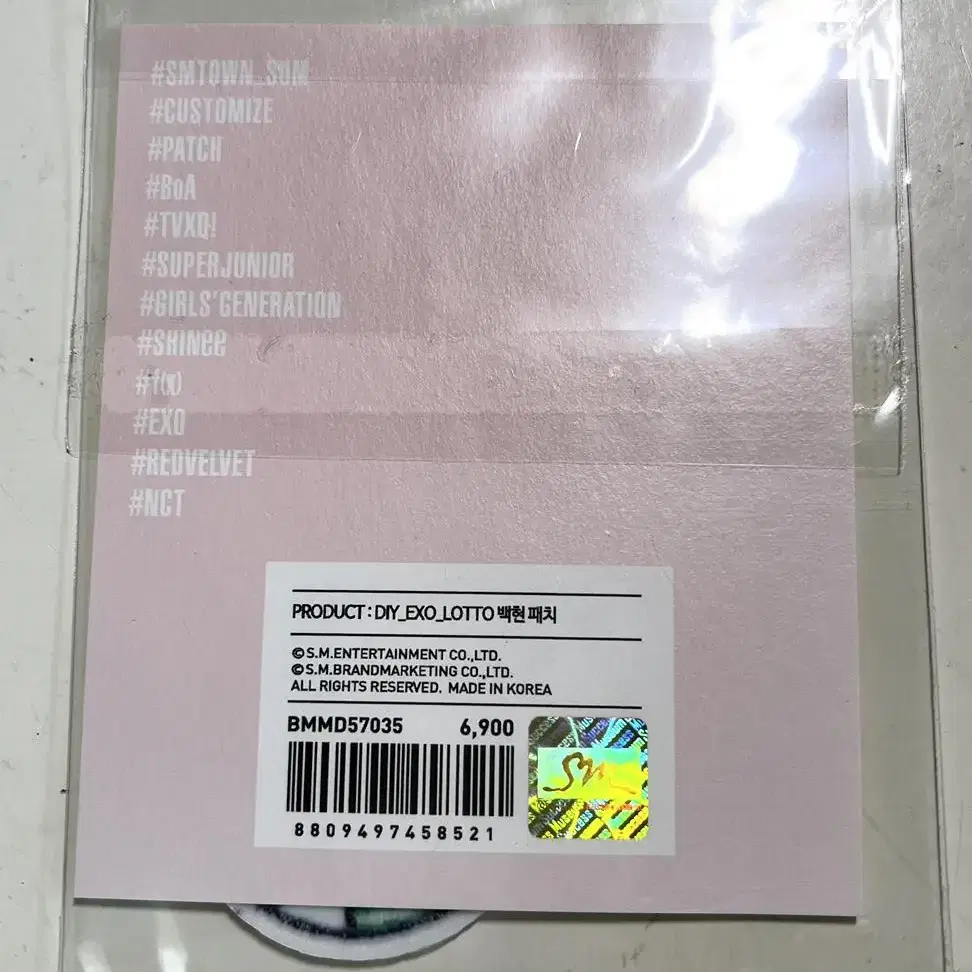 #SMTOWN_SUM
#CUSTOMIZE
#PATCH
#BoA
#TVXQ!
#SUPERJUNIOR
#GIRLS'GENERATION
#SHINee
#f(x)
#EXO
#REDVELVET
#NCT
PRODUCT : DIY_EXO_LOTTO 백현 패치
©S.M.ENTERTAINMENT CO.,LTD.
©S.M.BRANDMARKETING CO.,LTD.
ALL RIGHTS RESERVED. MADE IN KOREA
BMMD57035 6,900
8809497458521